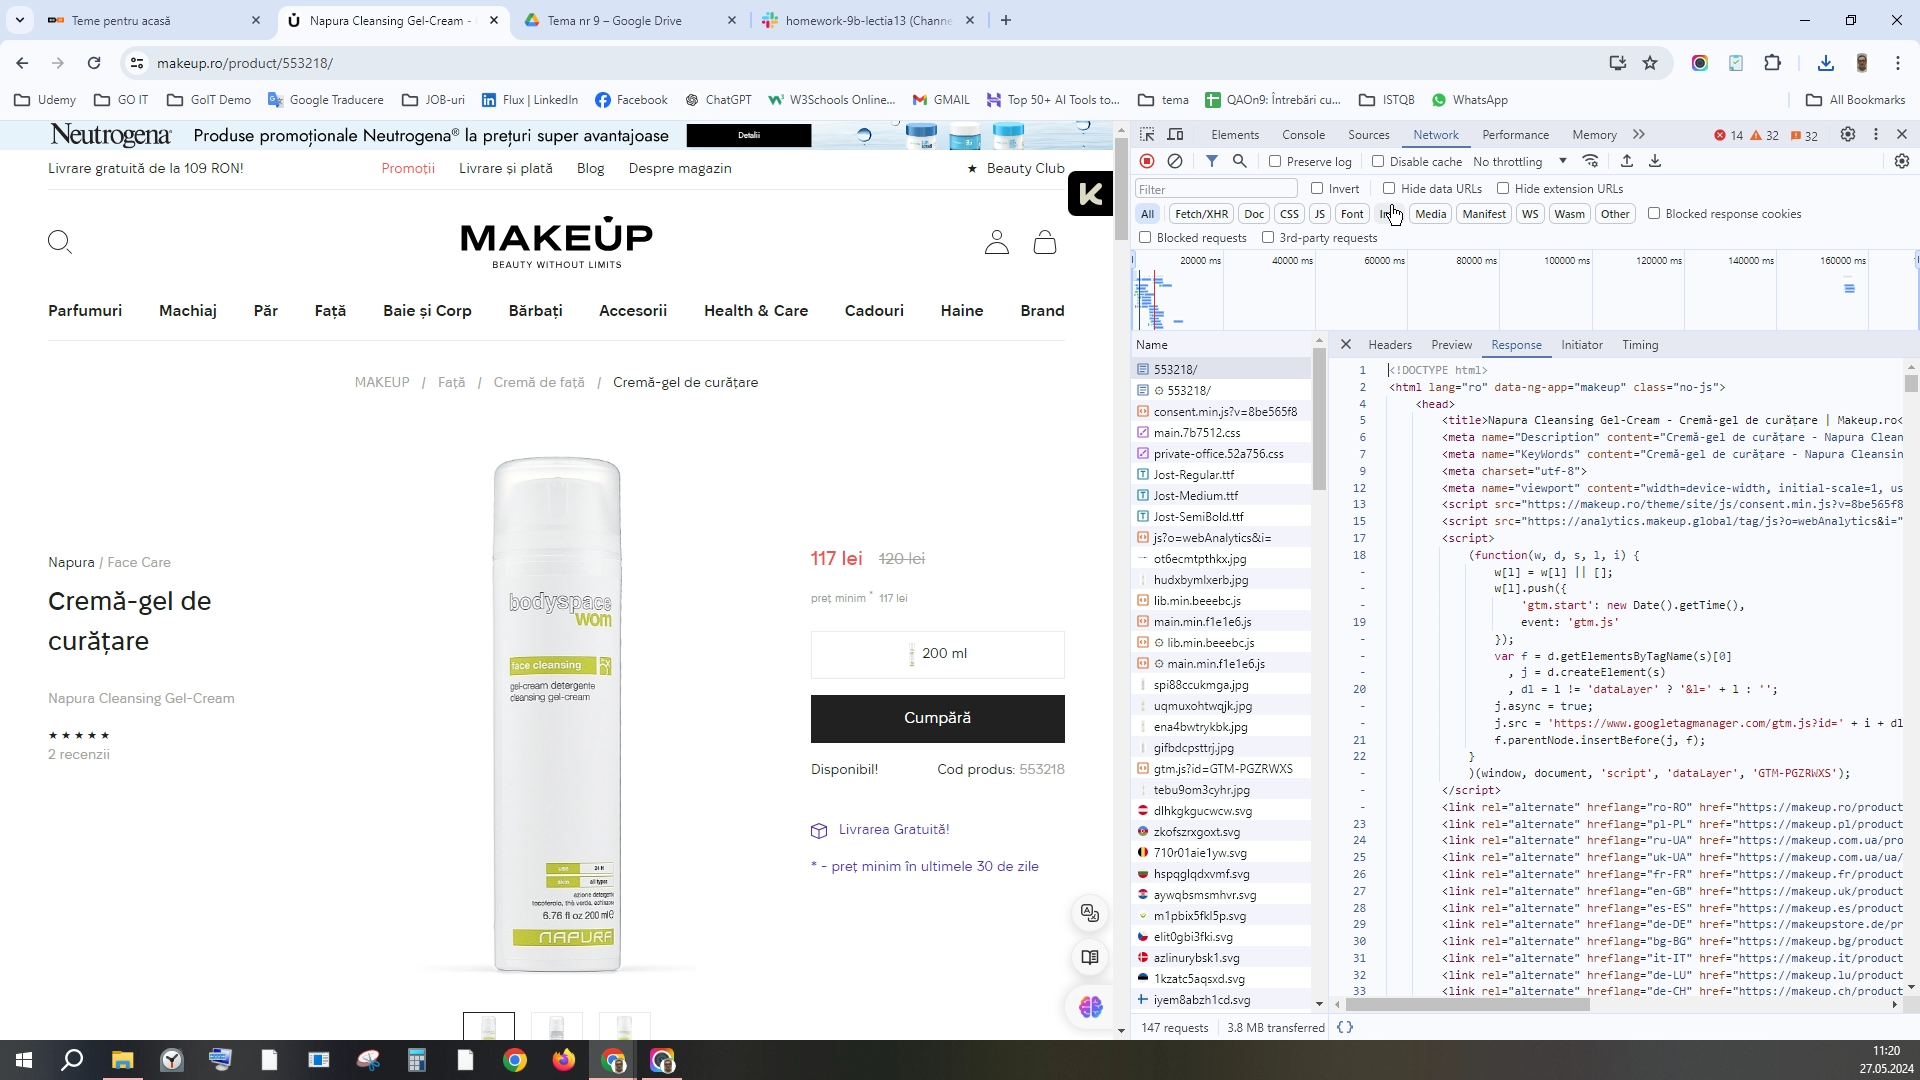 Teme pentru acasă
Napura Cleansing Gel-Cream -
Tema nr 9 – Google Drive
homework-9b-lectia13 (Channe
makeup.ro/product/553218/
Udemy
GO IT
GoIT Demo
Google Traducere
JOB-uri
Flux | LinkedIn
Facebook
ChatGPT
W3Schools Online...
GMAIL
Top 50+ AI Tools to...
tema
QAOn9: Întrebări cu...
ISTQB
WhatsApp
All Bookmarks
Neutrogena Produse promoționale Neutrogena® la prețuri super avantajoase Detalii
Livrare gratuită de la 109 RON!
Promoții
Livrare și plată
Blog
Despre magazin
★ Beauty Club
K
MAKEUP
BEAUTY WITHOUT LIMITS
Parfumuri
Machiaj
Păr
Față
Baie și Corp
Bărbați
Accesorii
Health & Care
Cadouri
Haine
Brand
MAKEUP / Față / Cremă de față / Cremă-gel de curățare
Napura / Face Care
Cremă-gel de
curățare
Napura Cleansing Gel-Cream
★★★★★
2 recenzii
bodyspace
wom
face cleansing
gel-cream detergente
cleansing gel-cream
use 24 H
skin all types
azione detergente
tocoferolo, thè verde, echinacea
6.76 fl oz 200 ml e
NAPURA
117 lei 120 lei
preț minim * 117 lei
200 ml
Cumpără
Disponibil!
Cod produs: 553218
Livrarea Gratuită!
* - preț minim în ultimele 30 de zile
Elements
Console
Sources
Network
Performance
Memory
14
32
32
Preserve log
Disable cache
No throttling
Filter
Invert
Hide data URLs
Hide extension URLs
All
Fetch/XHR
Doc
CSS
JS
Font
Media
Manifest
WS
Wasm
Other
Blocked response cookies
Blocked requests
3rd-party requests
20000 ms
40000 ms
60000 ms
80000 ms
100000 ms
120000 ms
140000 ms
160000 ms
Name
553218/
553218/
consent.min.js?v=8be565f8
main.7b7512.css
private-office.52a756.css
Jost-Regular.ttf
Jost-Medium.ttf
Jost-SemiBold.ttf
js?o=webAnalytics&i=
ot6ecmtpthkx.jpg
hudxbymlxerb.jpg
lib.min.beeebc.js
main.min.f1e1e6.js
lib.min.beeebc.js
main.min.f1e1e6.js
spi88ccukmga.jpg
uqmuxohtwqjk.jpg
ena4bwtrykbk.jpg
gifbdcpsttrj.jpg
gtm.js?id=GTM-PGZRWXS
tebu9om3cyhr.jpg
dlhkgkgucwcw.svg
zkofszrxgoxt.svg
710r01aie1yw.svg
hspqglqdxvmf.svg
aywqbsmsmhvr.svg
m1pbix5fkl5p.svg
elit0gbi3fki.svg
azlinurybsk1.svg
1kzatc5aqsxd.svg
iyem8abzh1cd.svg
147 requests
3.8 MB transferred
Headers
Preview
Response
Initiator
Timing
1 <!DOCTYPE html>
2 <html lang="ro" data-ng-app="makeup" class="no-js">
4 <head>
5 <title>Napura Cleansing Gel-Cream - Cremă-gel de curățare | Makeup.ro<
6 <meta name="Description" content="Cremă-gel de curățare - Napura Clean
7 <meta name="KeyWords" content="Cremă-gel de curățare - Napura Cleansin
9 <meta charset="utf-8">
12 <meta name="viewport" content="width=device-width, initial-scale=1, us
13 <script src="https://makeup.ro/theme/site/js/consent.min.js?v=8be565f8
15 <script src="https://analytics.makeup.global/tag/js?o=webAnalytics&i="
17 <script>
18 (function(w, d, s, l, i) {
- w[l] = w[l] || [];
- w[l].push({
- 'gtm.start': new Date().getTime(),
19 event: 'gtm.js'
- });
- var f = d.getElementsByTagName(s)[0]
- , j = d.createElement(s)
20 , dl = l != 'dataLayer' ? '&l=' + l : '';
- j.async = true;
- j.src = 'https://www.googletagmanager.com/gtm.js?id=' + i + dl
21 f.parentNode.insertBefore(j, f);
22 }
- )(window, document, 'script', 'dataLayer', 'GTM-PGZRWXS');
- </script>
- <link rel="alternate" hreflang="ro-RO" href="https://makeup.ro/product
23 <link rel="alternate" hreflang="pl-PL" href="https://makeup.pl/product
24 <link rel="alternate" hreflang="ru-UA" href="https://makeup.com.ua/pro
25 <link rel="alternate" hreflang="uk-UA" href="https://makeup.com.ua/ua/
26 <link rel="alternate" hreflang="fr-FR" href="https://makeup.fr/product
27 <link rel="alternate" hreflang="en-GB" href="https://makeup.uk/product
28 <link rel="alternate" hreflang="es-ES" href="https://makeup.es/product
29 <link rel="alternate" hreflang="de-DE" href="https://makeupstore.de/pr
30 <link rel="alternate" hreflang="bg-BG" href="https://makeup.bg/product
31 <link rel="alternate" hreflang="it-IT" href="https://makeup.it/product
32 <link rel="alternate" hreflang="de-LU" href="https://makeup.lu/product
33 <link rel="alternate" hreflang="de-CH" href="https://makeup.ch/product
{}
11:20
27.05.2024